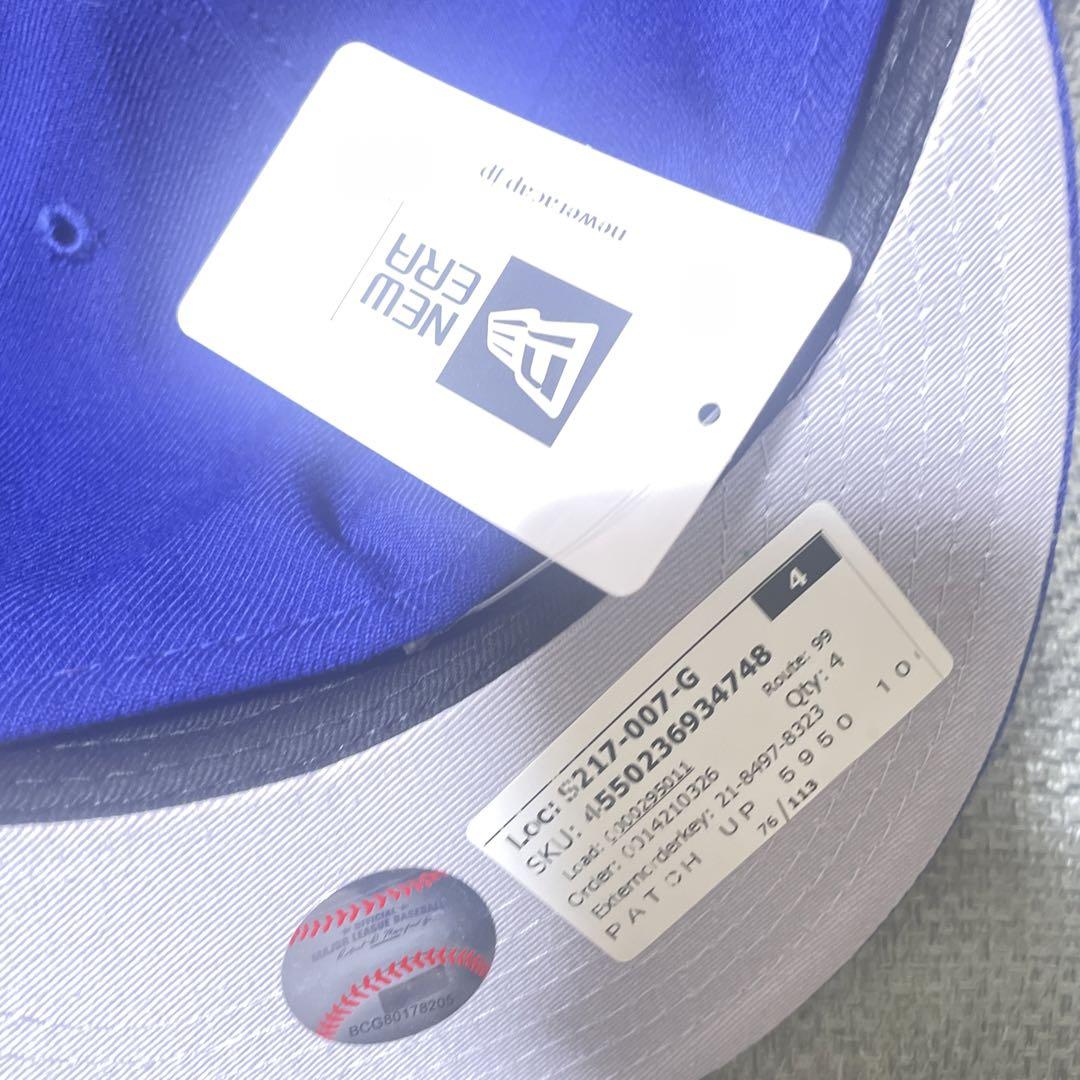 neweracap.jp
NEW
ERA
4
Loc: S217-007-G
SKU: 4550236934748
Route: 99
Load: 0000295011
Qty: 4
Order: 0014210326
Externorderkey: 21-8497-8323
PATCH UP 5950 10
76/113
OFFICIAL
MAJOR LEAGUE BASEBALL
BCG80178205